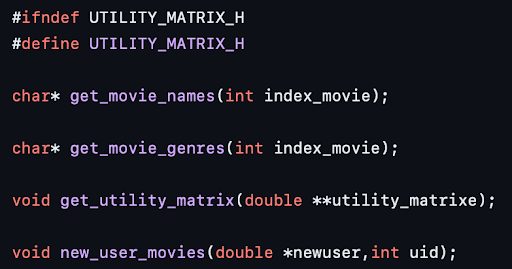 #ifndef UTILITY_MATRIX_H
#define UTILITY_MATRIX_H
char* get_movie_names(int index_movie);
char* get_movie_genres(int index_movie);
void get_utility_matrix(double **utility_matrixe);
void new_user_movies(double *newuser,int uid);